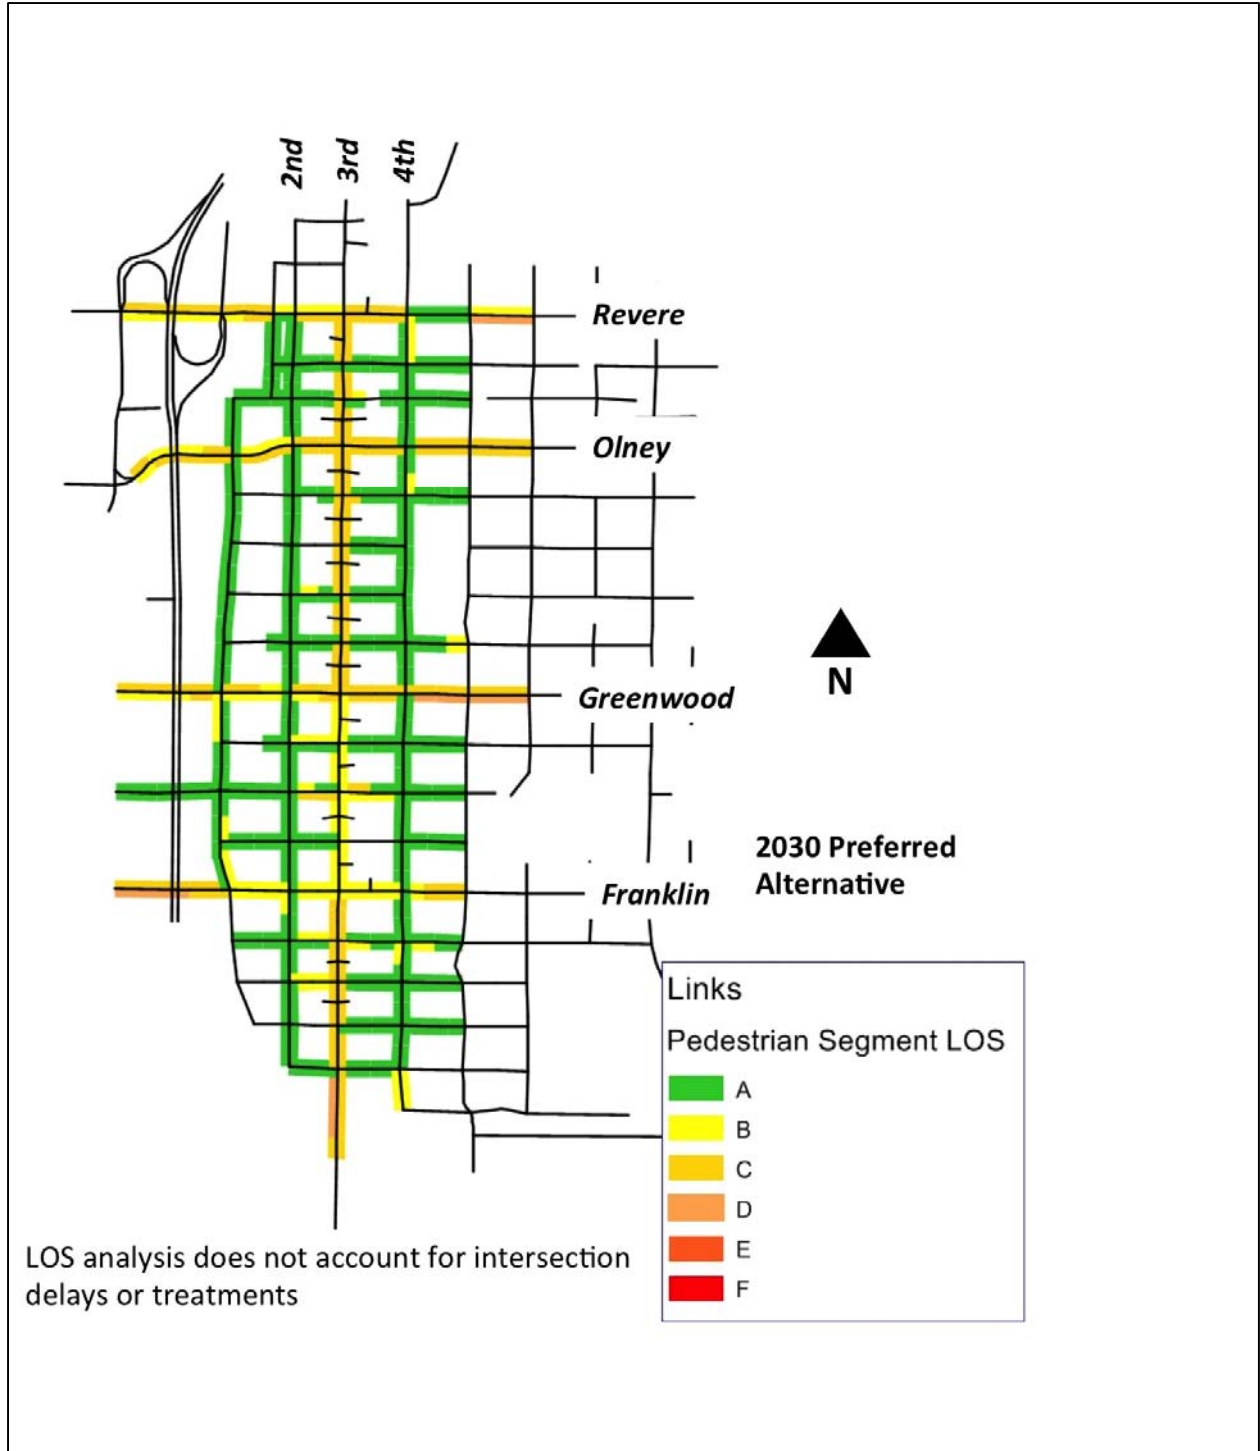 2nd
3rd
4th
Revere
Olney
N
Greenwood
2030 Preferred
Alternative
Franklin
Links
Pedestrian Segment LOS
A
B
C
D
E
F
LOS analysis does not account for intersection
delays or treatments